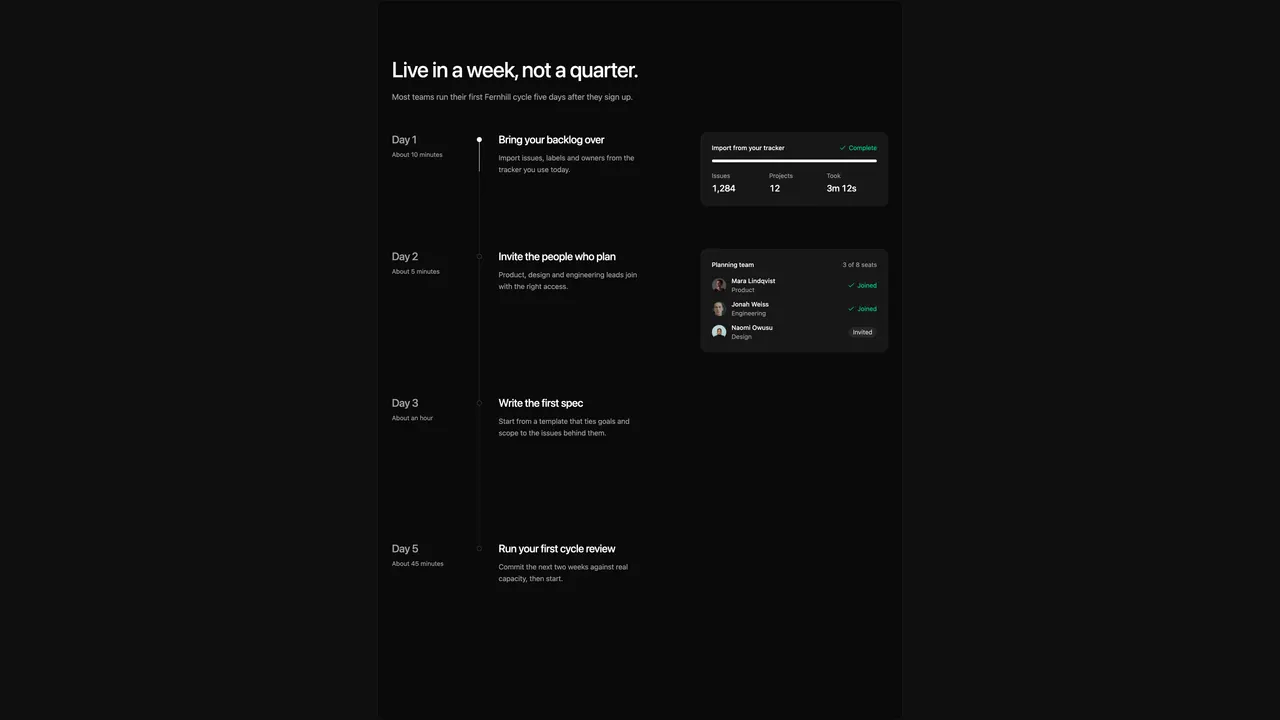 Live in a week, not a quarter.
Most teams run their first Fernhill cycle five days after they sign up.
Day 1
About 10 minutes
Bring your backlog over
Import issues, labels and owners from the
tracker you use today.
Import from your tracker
Complete
Issues
Projects
Took
1,284
12
3m 12s
Day 2
About 5 minutes
Invite the people who plan
Product, design and engineering leads join
with the right access.
Planning team
3 of 8 seats
Mara Lindqvist
Product
Joined
Jonah Weiss
Engineering
Joined
Naomi Owusu
Design
Invited
Day 3
About an hour
Write the first spec
Start from a template that ties goals and
scope to the issues behind them.
Day 5
About 45 minutes
Run your first cycle review
Commit the next two weeks against real
capacity, then start.